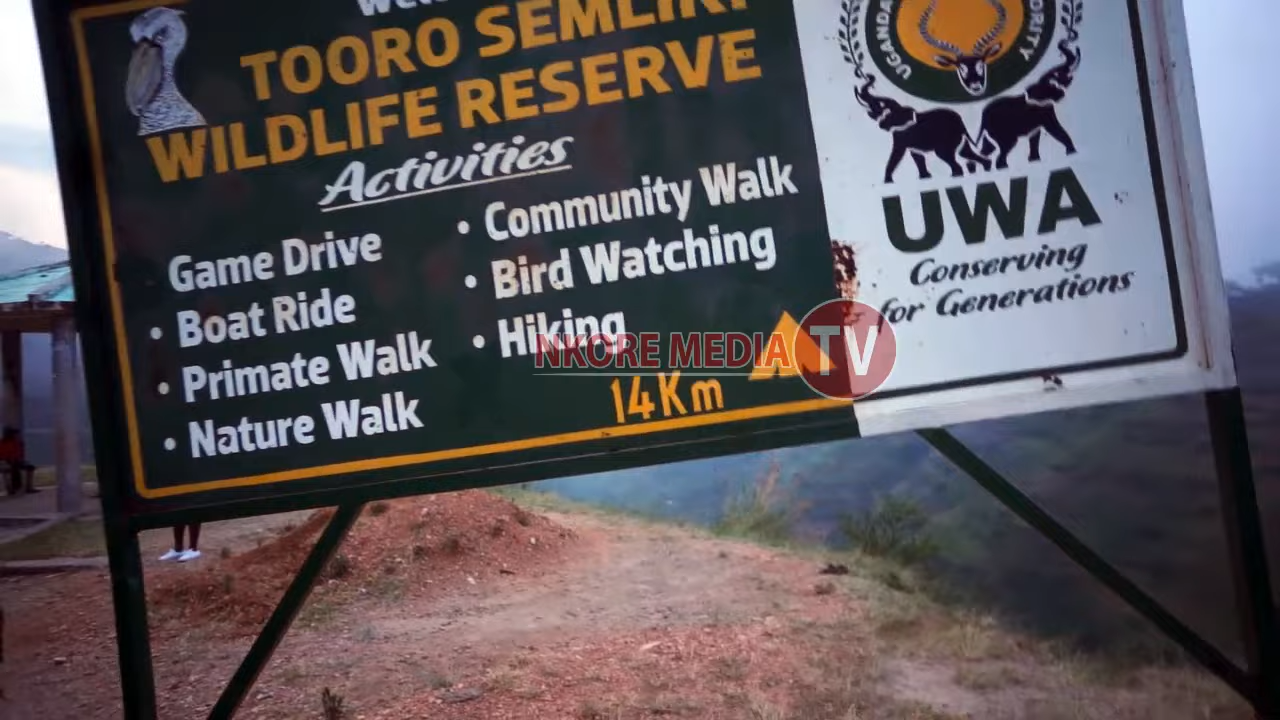 TOORO SEMLIKI
WILDLIFE RESERVE
Activities
Game Drive
• Boat Ride
• Primate Walk
• Nature Walk
• Community Walk
• Bird Watching
• Hiking
14Km
UGANDA
UWA
Conserving
for Generations
NKORE MEDIA TV